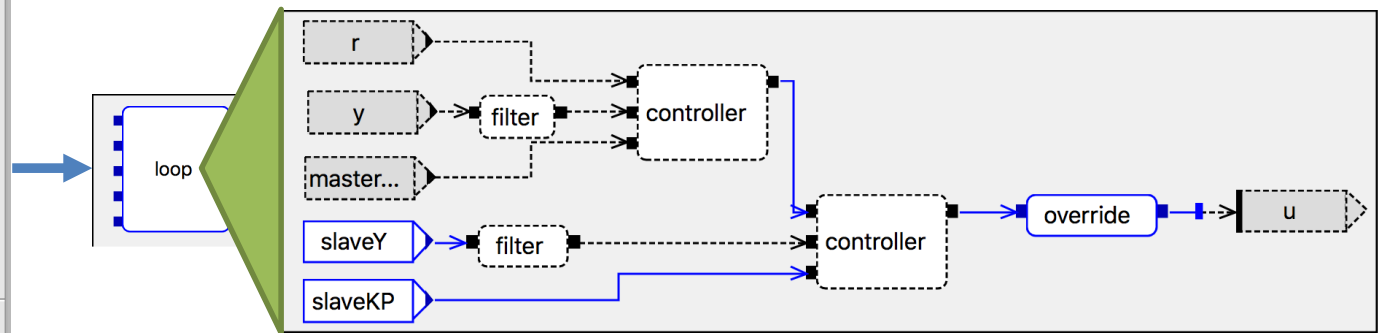 loop
r
y
filter
controller
master...
slaveY
filter
controller
override
u
slaveKP